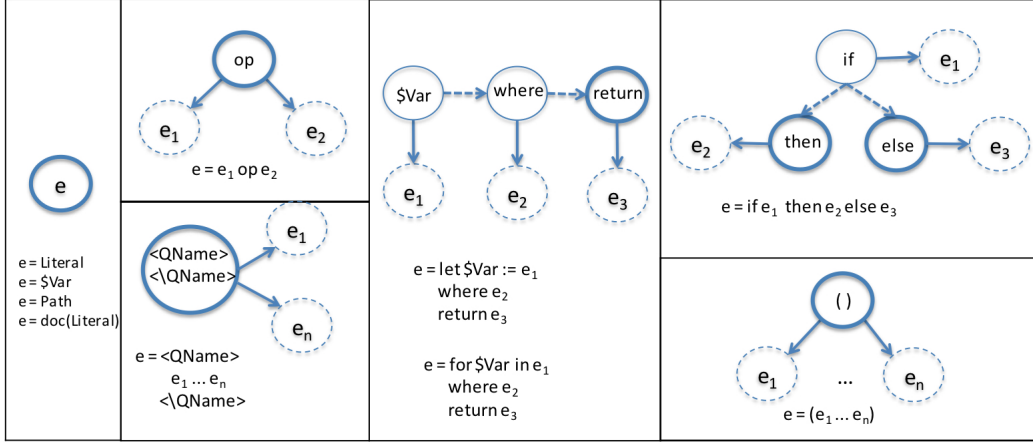 e
e = Literal
e = $Var
e = Path
e = doc(Literal)
op
e₁ e₂
e = e₁ op e₂
<QName>
<\QName>
e₁
eₙ
e = <QName>
e₁ ... eₙ
<\QName>
$Var where return
e₁ e₂ e₃
e = let $Var := e₁
where e₂
return e₃
e = for $Var in e₁
where e₂
return e₃
if e₁
e₂ then else e₃
e = if e₁ then e₂ else e₃
( )
e₁ ... eₙ
e = (e₁ ... eₙ)